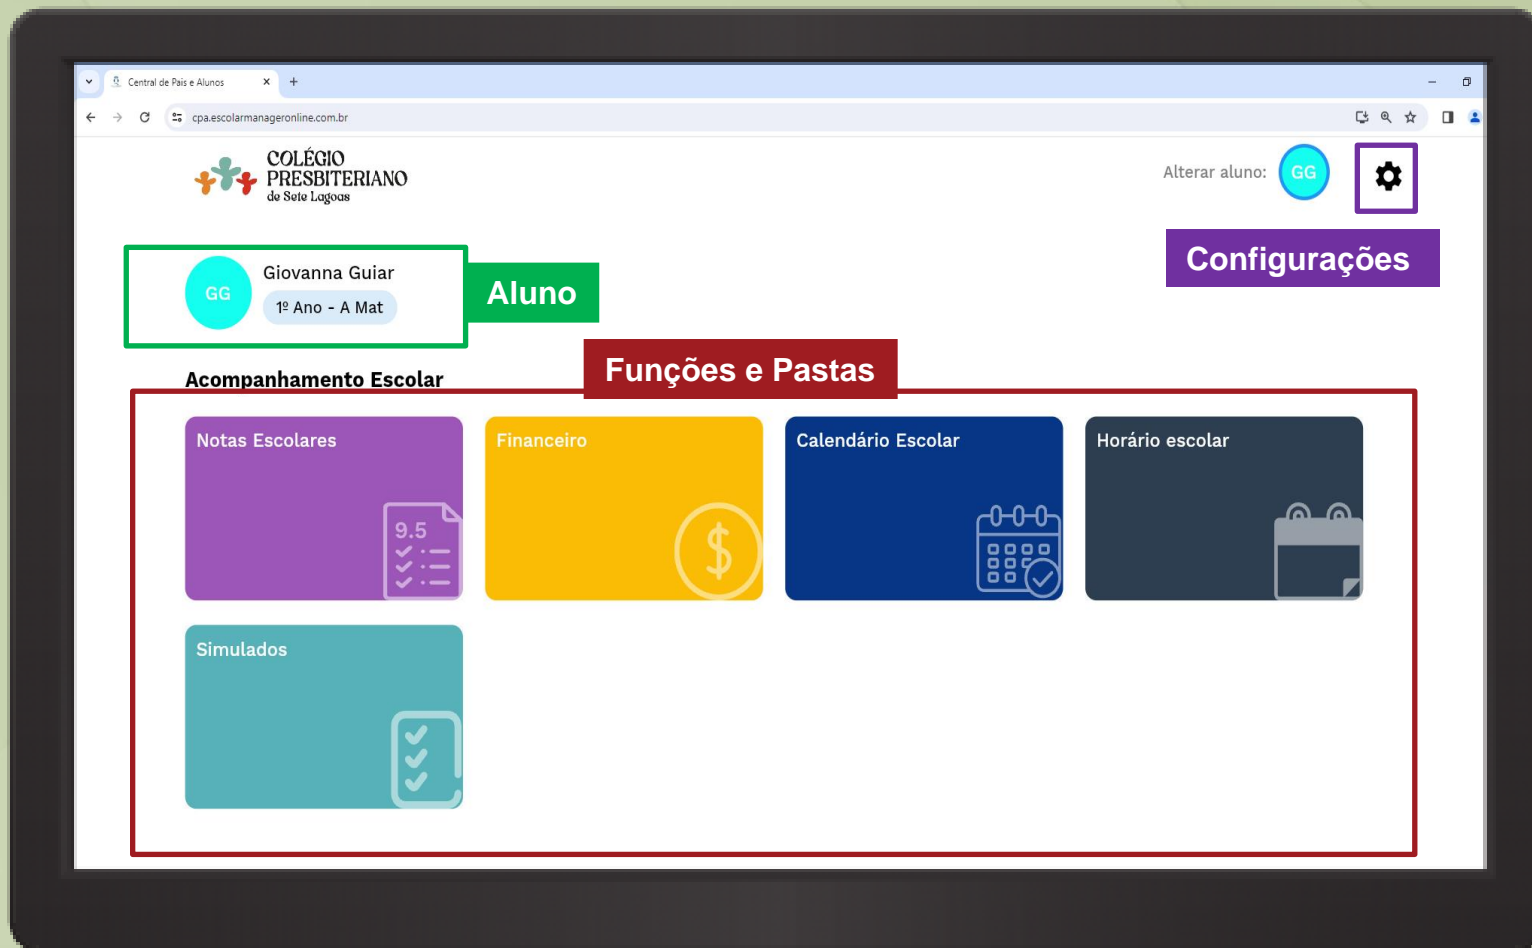 Central de Pais e Alunos
cpa.escolarmanageronline.com.br
COLÉGIO
PRESBITERIANO
de Sete Lagoas
Alterar aluno:
GG
Configurações
GG
Giovanna Guiar
1º Ano - A Mat
Aluno
Funções e Pastas
Acompanhamento Escolar
Notas Escolares
9.5
Financeiro
$
Calendário Escolar
Horário escolar
Simulados